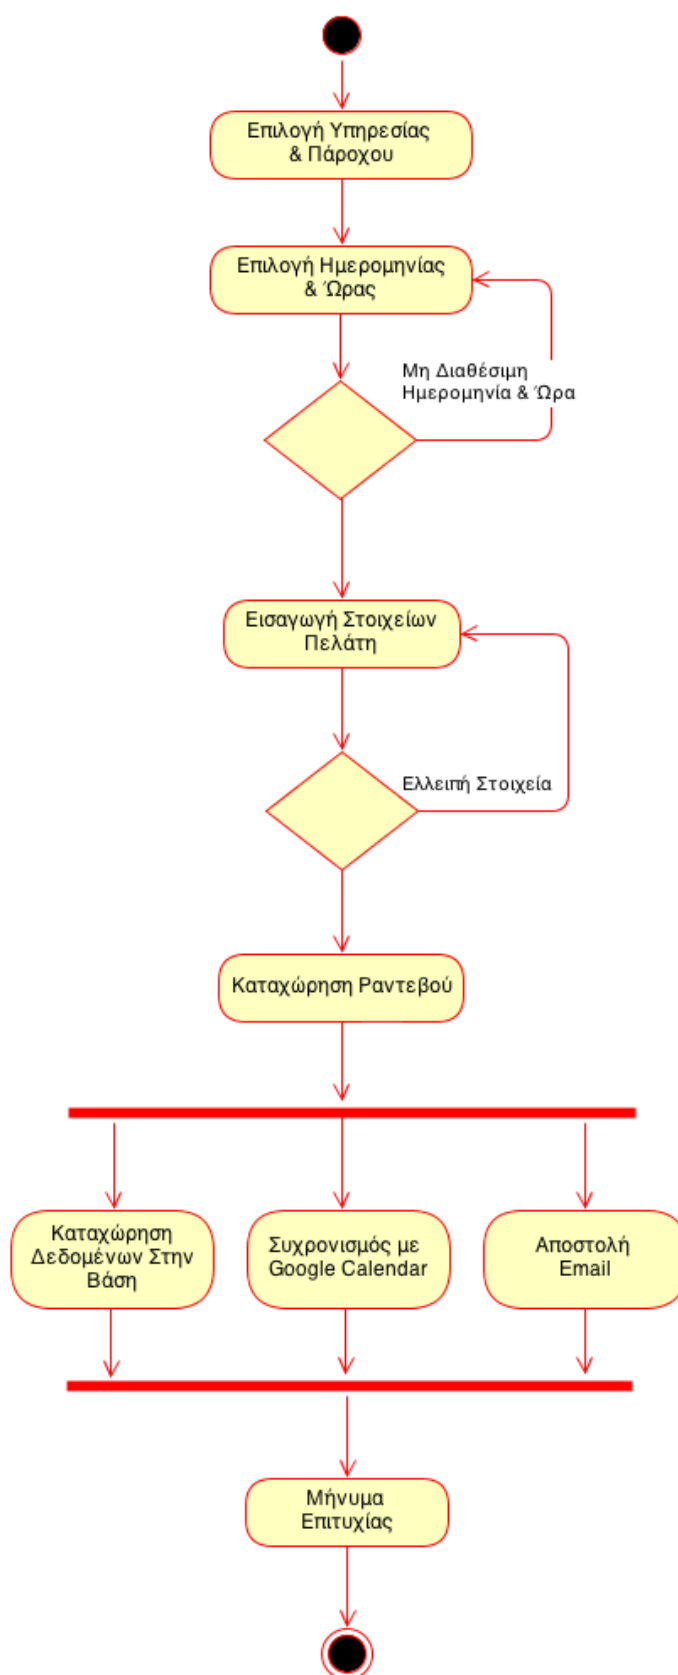 Επιλογή Υπηρεσίας
& Πάροχου
Επιλογή Ημερομηνίας
& Ώρας
Μη Διαθέσιμη
Ημερομηνία & Ώρα
Εισαγωγή Στοιχείων
Πελάτη
Ελλειπή Στοιχεία
Καταχώρηση Ραντεβού
Καταχώρηση
Δεδομένων Στην
Βάση
Συχρονισμός με
Google Calendar
Αποστολή
Email
Μήνυμα
Επιτυχίας